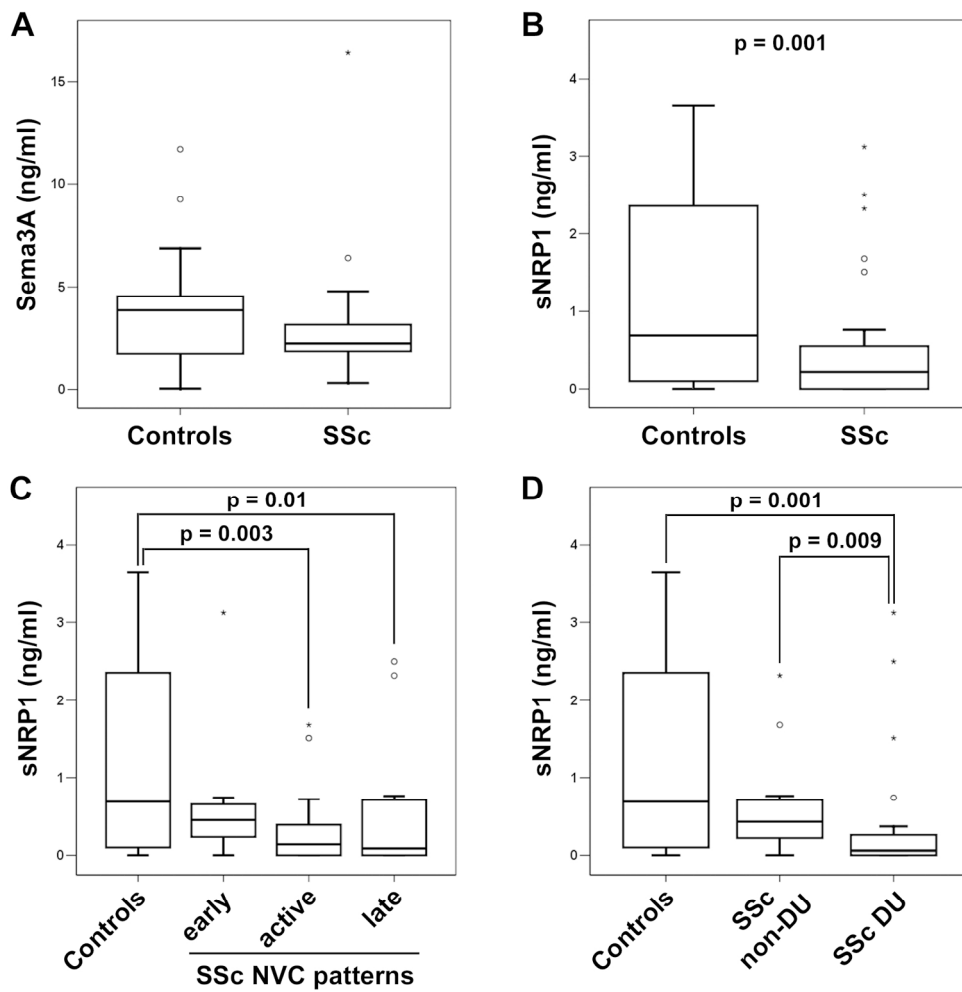 A
Sema3A (ng/ml)
15
10
5
0
Controls
SSc
B
p = 0.001
sNRP1 (ng/ml)
4
3
2
1
0
Controls
SSc
C
p = 0.01
p = 0.003
sNRP1 (ng/ml)
4
3
2
1
0
Controls
early
active
late
SSc NVC patterns
D
p = 0.001
p = 0.009
sNRP1 (ng/ml)
4
3
2
1
0
Controls
SSc
non-DU
SSc DU